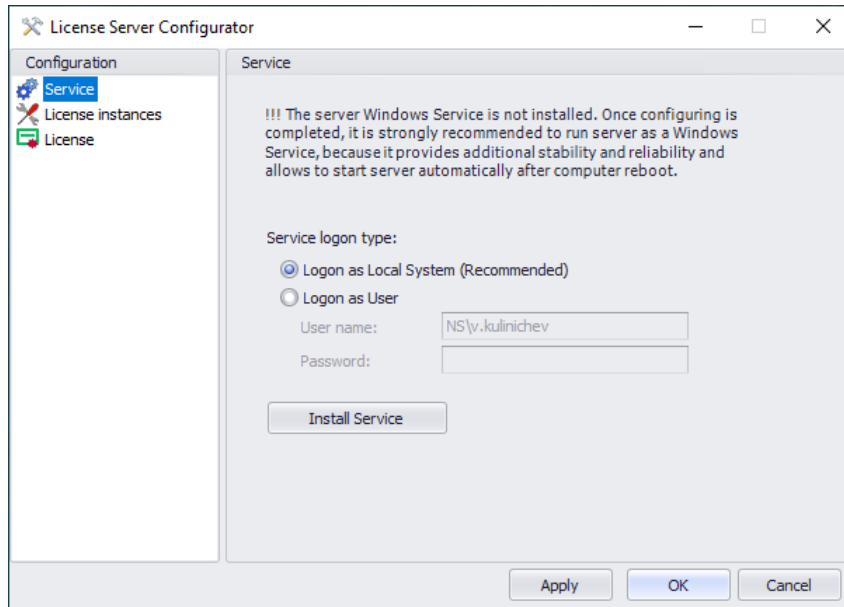 License Server Configurator
Configuration
Service
License instances
License
Service
!!! The server Windows Service is not installed. Once configuring is
completed, it is strongly recommended to run server as a Windows
Service, because it provides additional stability and reliability and
allows to start server automatically after computer reboot.
Service logon type:
Logon as Local System (Recommended)
Logon as User
User name: NS\v.kulinichev
Password:
Install Service
Apply OK Cancel